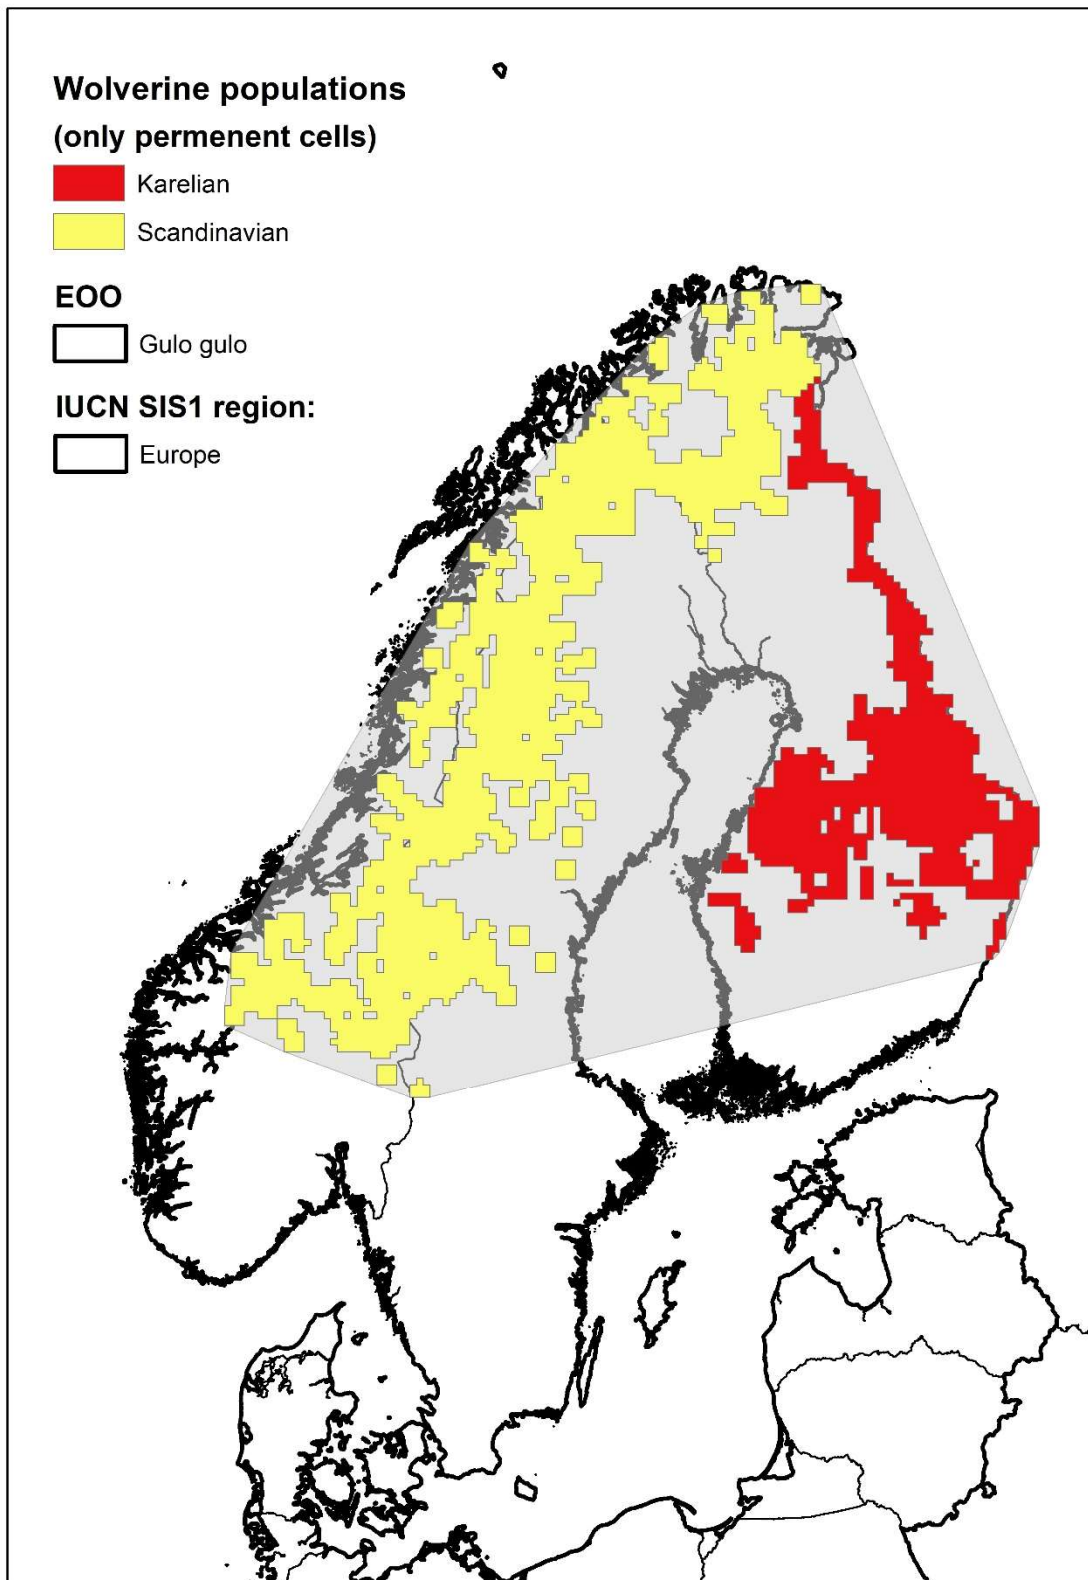 Wolverine populations
(only permenent cells)
Karelian
Scandinavian
EOO
Gulo gulo
IUCN SIS1 region:
Europe